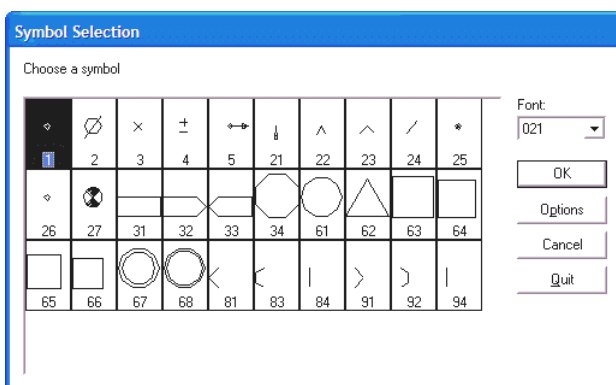 Symbol Selection
Choose a symbol
Font:
021
1 2 3 4 5 21 22 23 24 25
26 27 31 32 33 34 61 62 63 64
65 66 67 68 81 83 84 91 92 94
OK
Options
Cancel
Quit